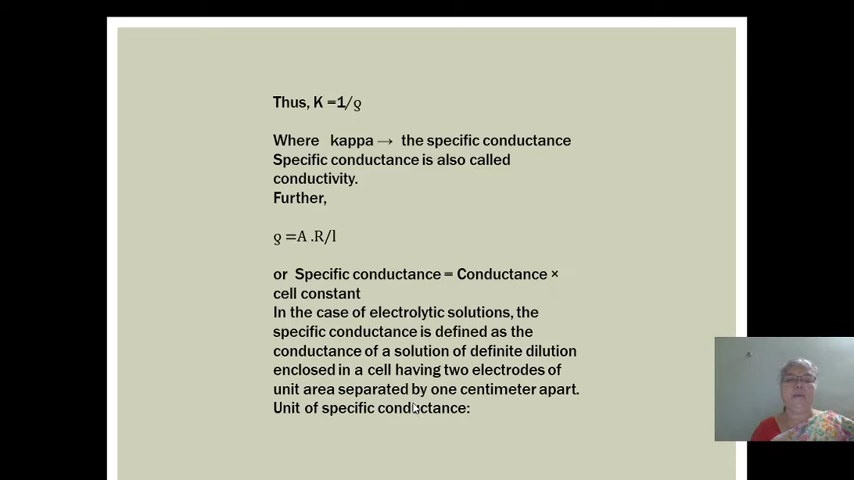 Thus, K =1/ϱ
Where kappa → the specific conductance
Specific conductance is also called
conductivity.
Further,
ϱ =A .R/l
or Specific conductance = Conductance ×
cell constant
In the case of electrolytic solutions, the
specific conductance is defined as the
conductance of a solution of definite dilution
enclosed in a cell having two electrodes of
unit area separated by one centimeter apart.
Unit of specific conductance: